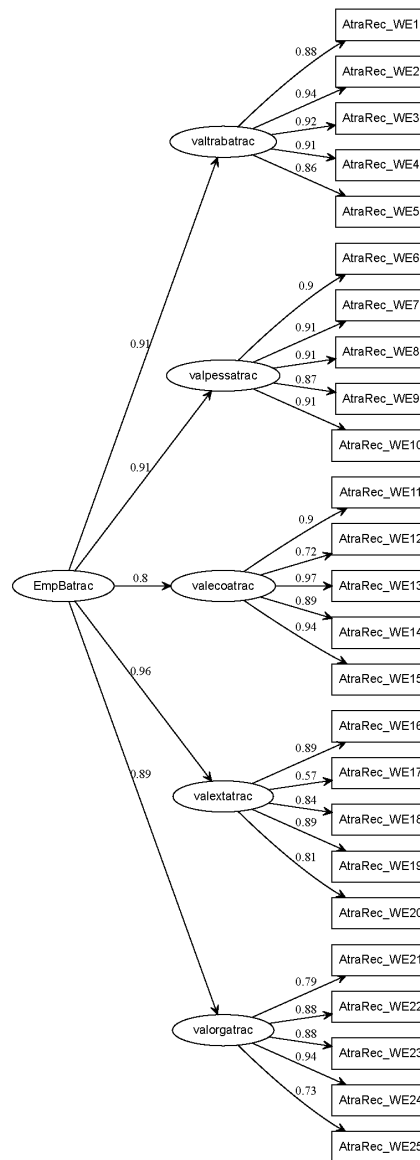 AtraRec_WE1
0.88
AtraRec_WE2
0.94
AtraRec_WE3
0.92
valtrabatrac
0.91
AtraRec_WE4
0.86
AtraRec_WE5
AtraRec_WE6
0.9
AtraRec_WE7
0.91
0.91
AtraRec_WE8
0.91
valpessatrac
0.87
AtraRec_WE9
0.91
AtraRec_WE10
0.91
AtraRec_WE11
0.9
AtraRec_WE12
0.72
EmpBatrac
0.8
valecoatrac
0.97
AtraRec_WE13
0.89
AtraRec_WE14
0.94
AtraRec_WE15
0.96
AtraRec_WE16
0.89
AtraRec_WE17
0.57
0.89
valextatrac
0.84
AtraRec_WE18
0.89
AtraRec_WE19
0.81
AtraRec_WE20
AtraRec_WE21
0.79
AtraRec_WE22
0.88
valorgatrac
0.88
AtraRec_WE23
0.94
AtraRec_WE24
0.73
AtraRec_WE25